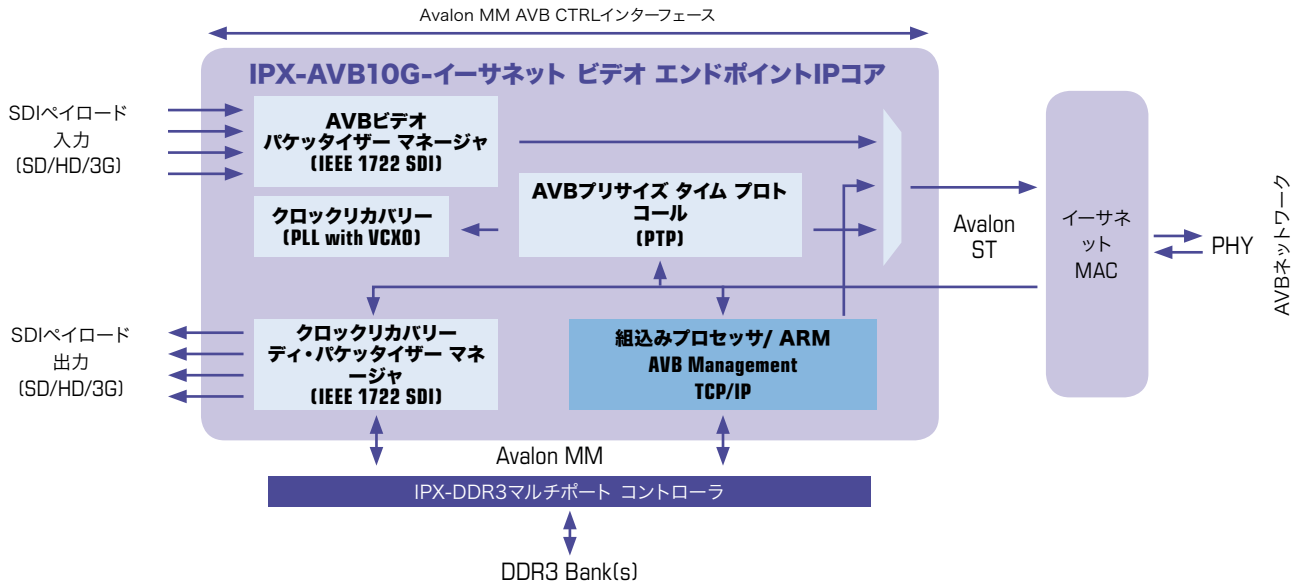 Avalon MM AVB CTRLインターフェース
IPX-AVB10G-イーサネット ビデオ エンドポイントIPコア
SDIペイロード
入力
(SD/HD/3G)
AVBビデオ
パケッタイザー マネージャ
(IEEE 1722 SDI)
AVBプリサイズ タイム プロト
コール
(PTP)
クロックリカバリー
(PLL with VCXO)
Avalon
ST
イーサネ
ット
MAC
PHY
AVBネットワーク
SDIペイロード
出力
(SD/HD/3G)
クロックリカバリー
ディ・パケッタイザー マネ
ージャ
(IEEE 1722 SDI)
組込みプロセッサ/ ARM
AVB Management
TCP/IP
Avalon MM
IPX-DDR3マルチポート コントローラ
DDR3 Bank(s)